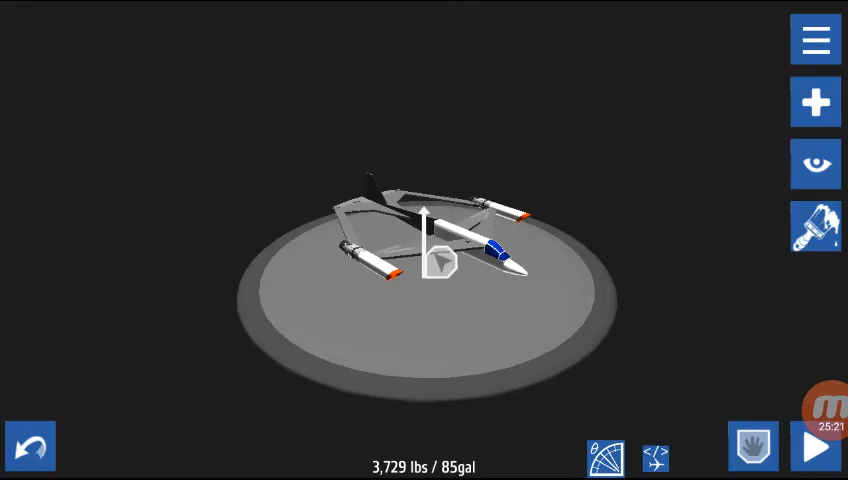 25:21
θ
</>
3,729 lbs / 85gal